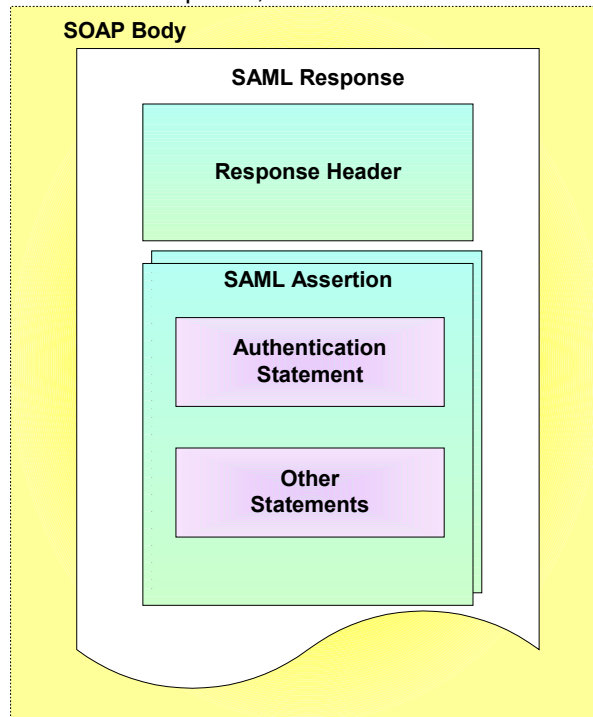 SOAP Body
SAML Response
Response Header
SAML Assertion
Authentication
Statement
Other
Statements